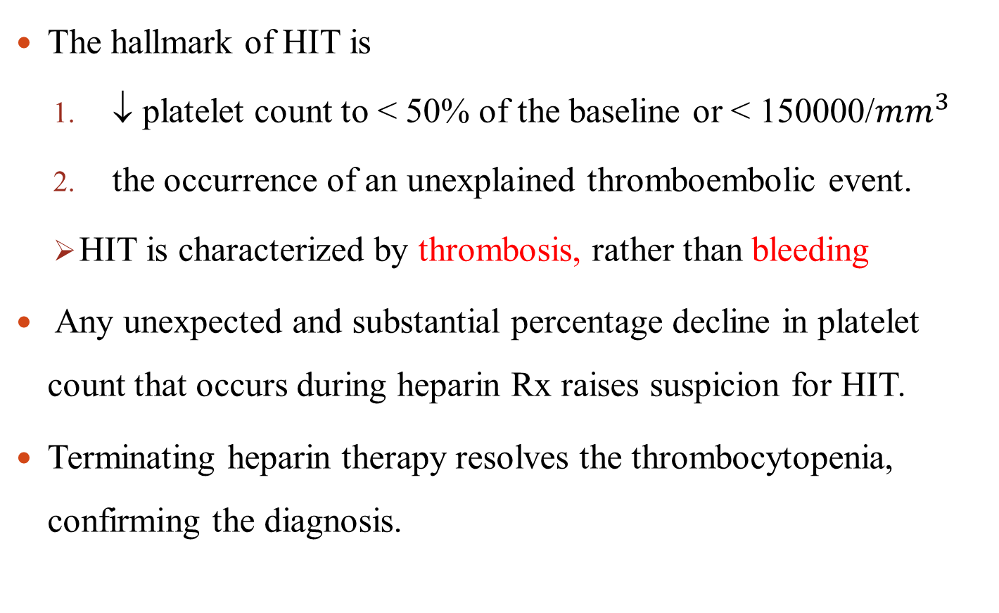 • The hallmark of HIT is
1. ↓ platelet count to < 50% of the baseline or < 150000/mm³
2. the occurrence of an unexplained thromboembolic event.
➢HIT is characterized by thrombosis, rather than bleeding
• Any unexpected and substantial percentage decline in platelet
count that occurs during heparin Rx raises suspicion for HIT.
• Terminating heparin therapy resolves the thrombocytopenia,
confirming the diagnosis.